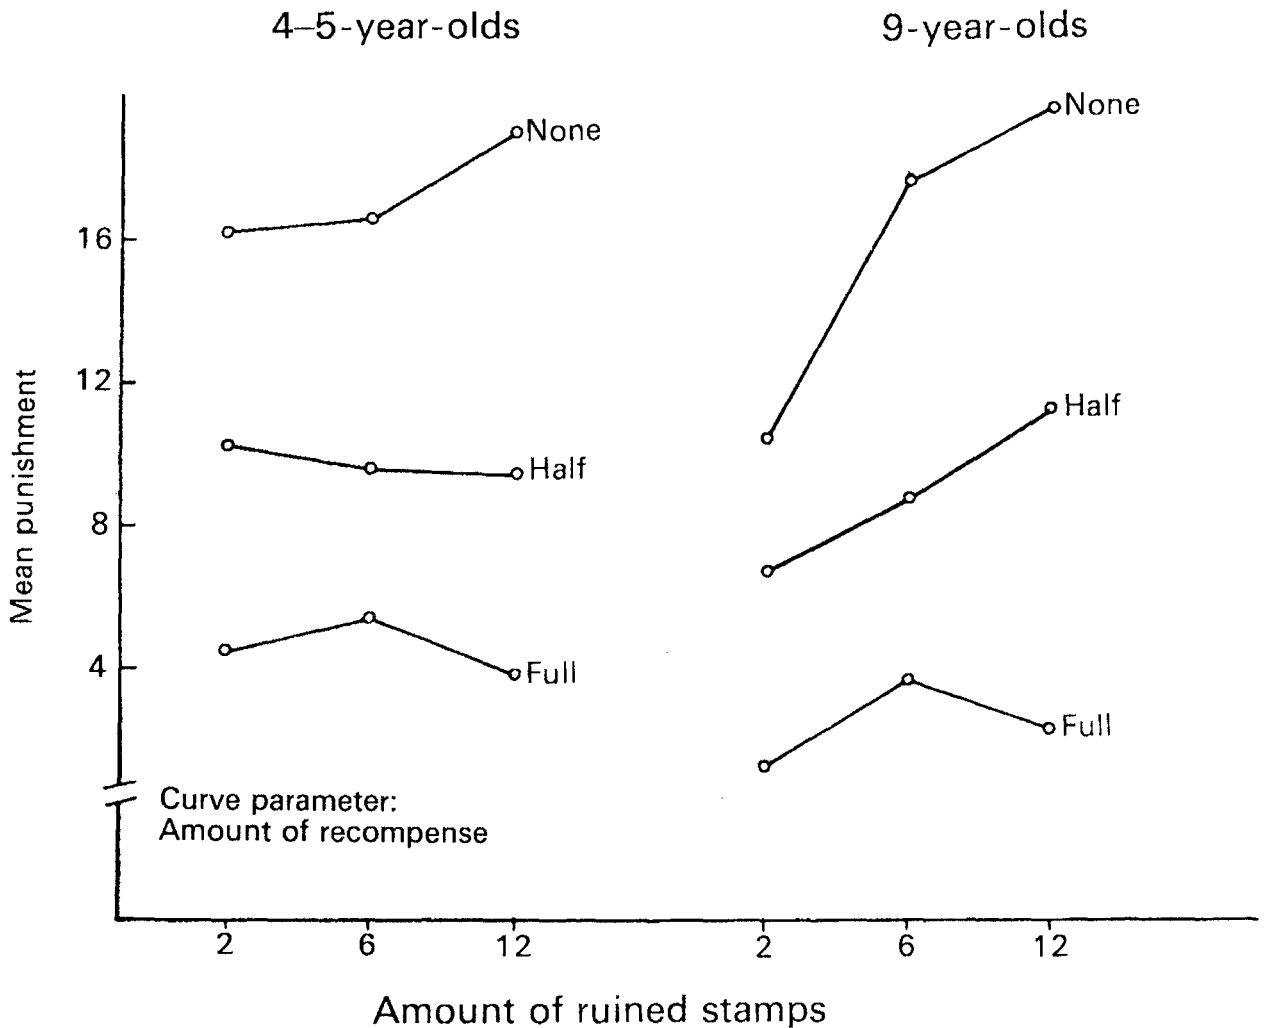 4–5-year-olds
9-year-olds
None
None
16
12
Half
Half
8
4
Full
Full
Mean punishment
Curve parameter:
Amount of recompense
2 6 12 2 6 12
Amount of ruined stamps